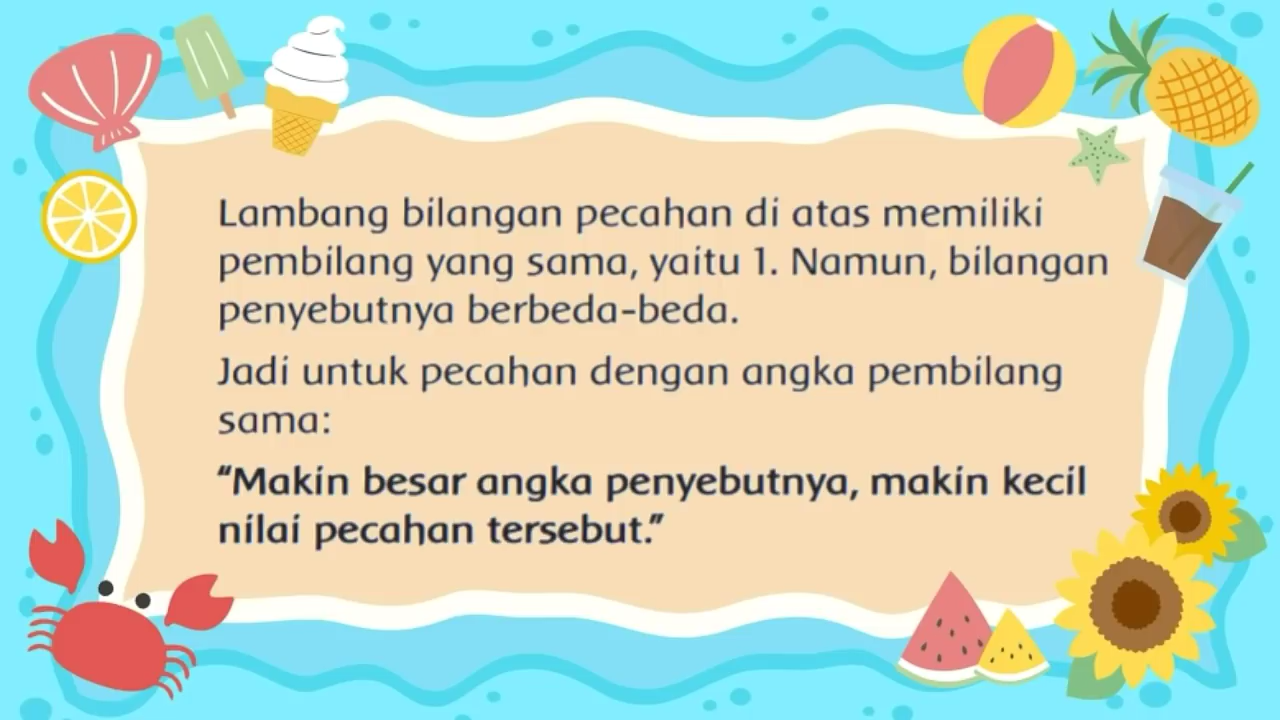 Lambang bilangan pecahan di atas memiliki
pembilang yang sama, yaitu 1. Namun, bilangan
penyebutnya berbeda-beda.
Jadi untuk pecahan dengan angka pembilang
sama:
“Makin besar angka penyebutnya, makin kecil
nilai pecahan tersebut.”